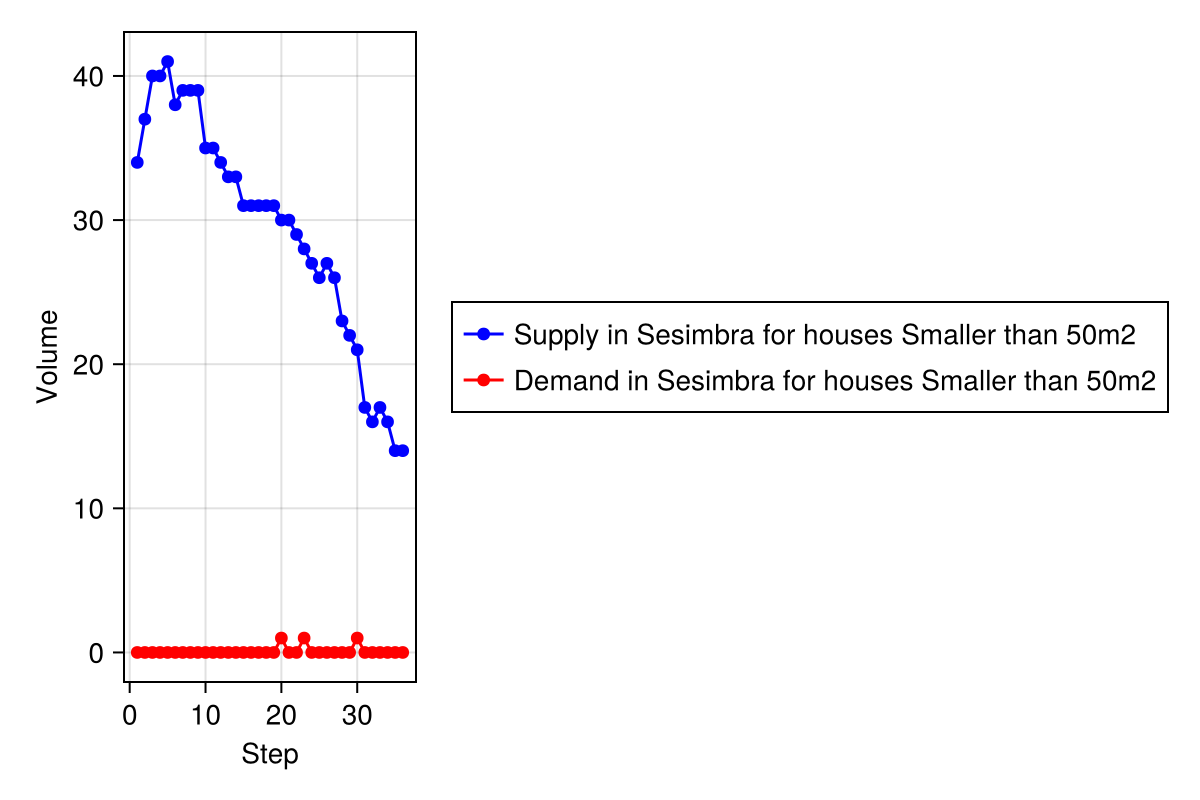 40
30
20
10
0
Volume
0 10 20 30
Step
Supply in Sesimbra for houses Smaller than 50m2
Demand in Sesimbra for houses Smaller than 50m2